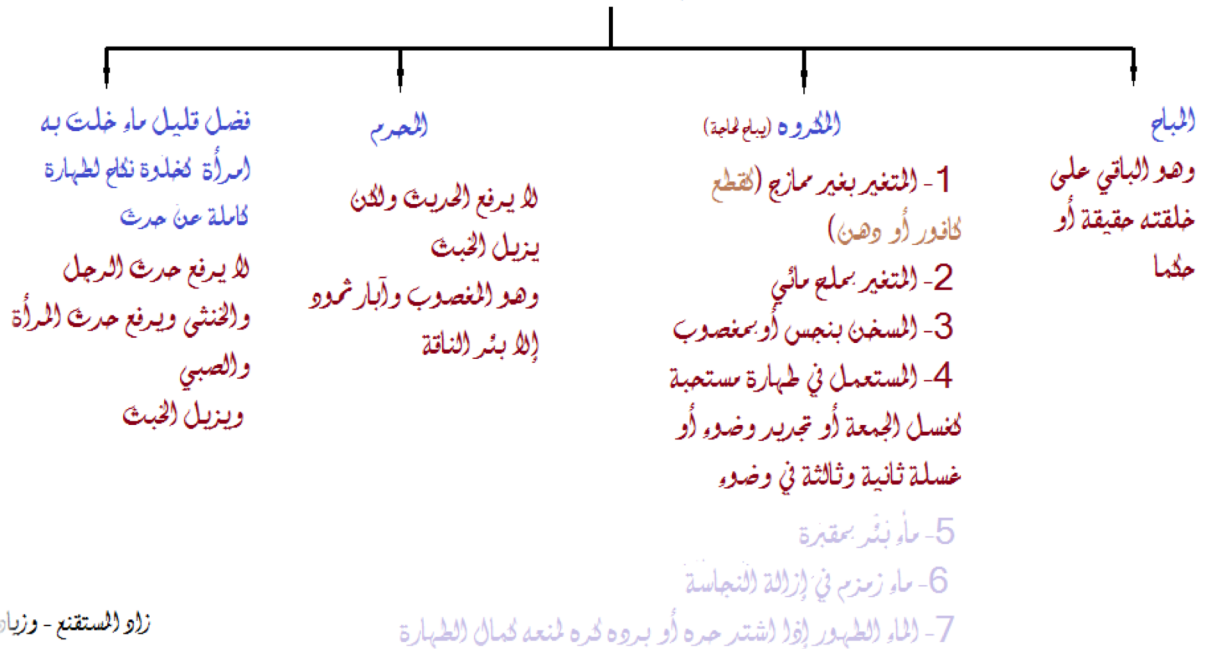 المباح
وهو الباقي على
خلقته حقيقة أو
حكما
المكروه (يباح لحاجة)
1- المتغير بغير ممازج (كقطع
كافور أو دهن)
2- المتغير بملح مائي
3- المسخن بنجس أو بمغصوب
4- المستعمل في طهارة مستحبة
كغسل الجمعة أو تجديد وضوء أو
غسلة ثانية وثالثة في وضوء
5- ماء بئر بمقبرة
6- ماء زمزم في إزالة النجاسة
7- الماء الطهور إذا اشتد حره أو برده كره لمنعه كمال الطهارة
المحرم
لا يرفع الحديث ولكن
يزيل الخبث
وهو المغصوب وآبار ثمود
إلا بئر الناقة
فضل قليل ماء خلت به
امرأة كخلوة نكاح لطهارة
كاملة عن حدث
لا يرفع حدث الرجل
والخنثى ويرفع حدث المرأة
والصبي
ويزيل الخبث
زاد المستقنع - وزياد